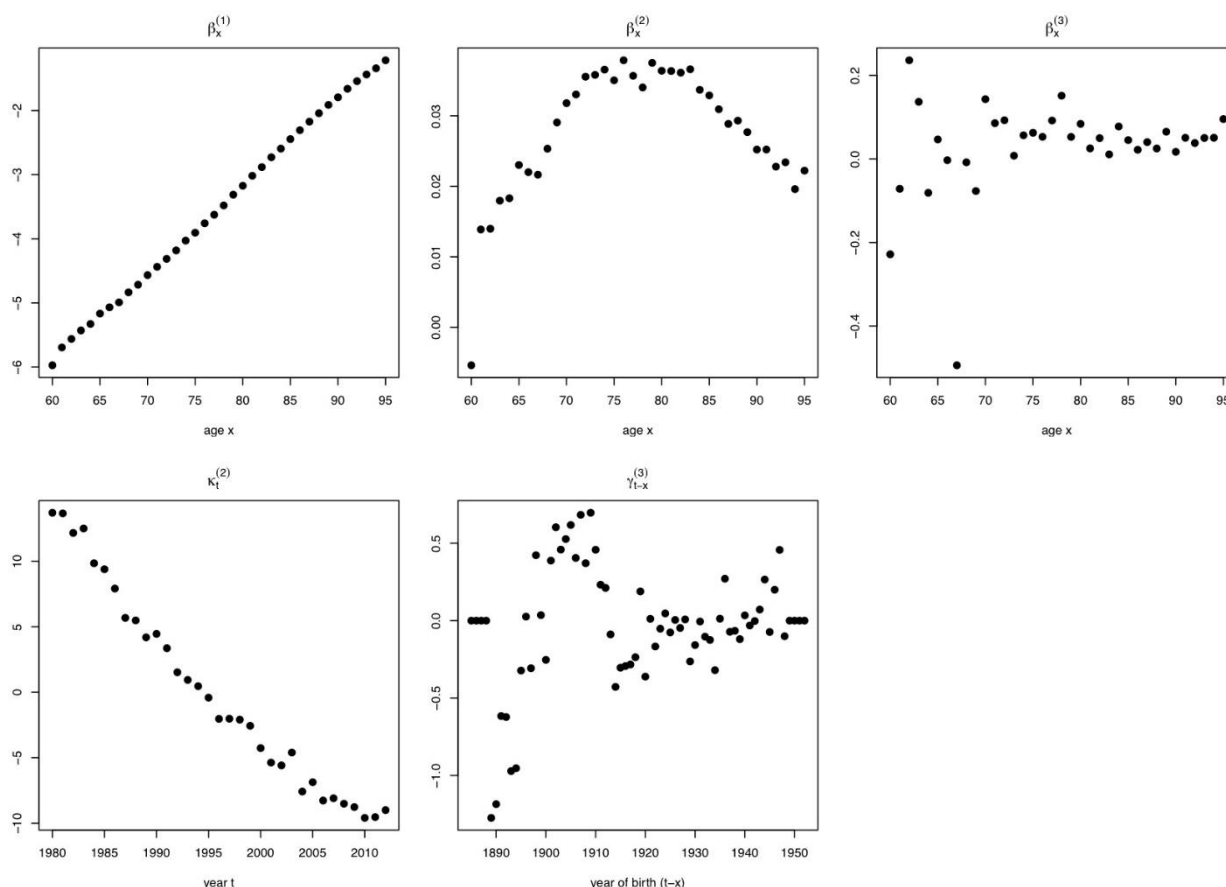 β_x^(1)
-2
-3
-4
-5
-6
60 65 70 75 80 85 90 95
age x
β_x^(2)
0.03
0.02
0.01
0.00
60 65 70 75 80 85 90 95
age x
β_x^(3)
0.2
0.0
-0.2
-0.4
60 65 70 75 80 85 90 95
age x
κ_t^(2)
10
5
0
-5
-10
1980 1985 1990 1995 2000 2005 2010
year t
γ_{t-x}^(3)
0.5
0.0
-0.5
-1.0
1890 1900 1910 1920 1930 1940 1950
year of birth (t-x)